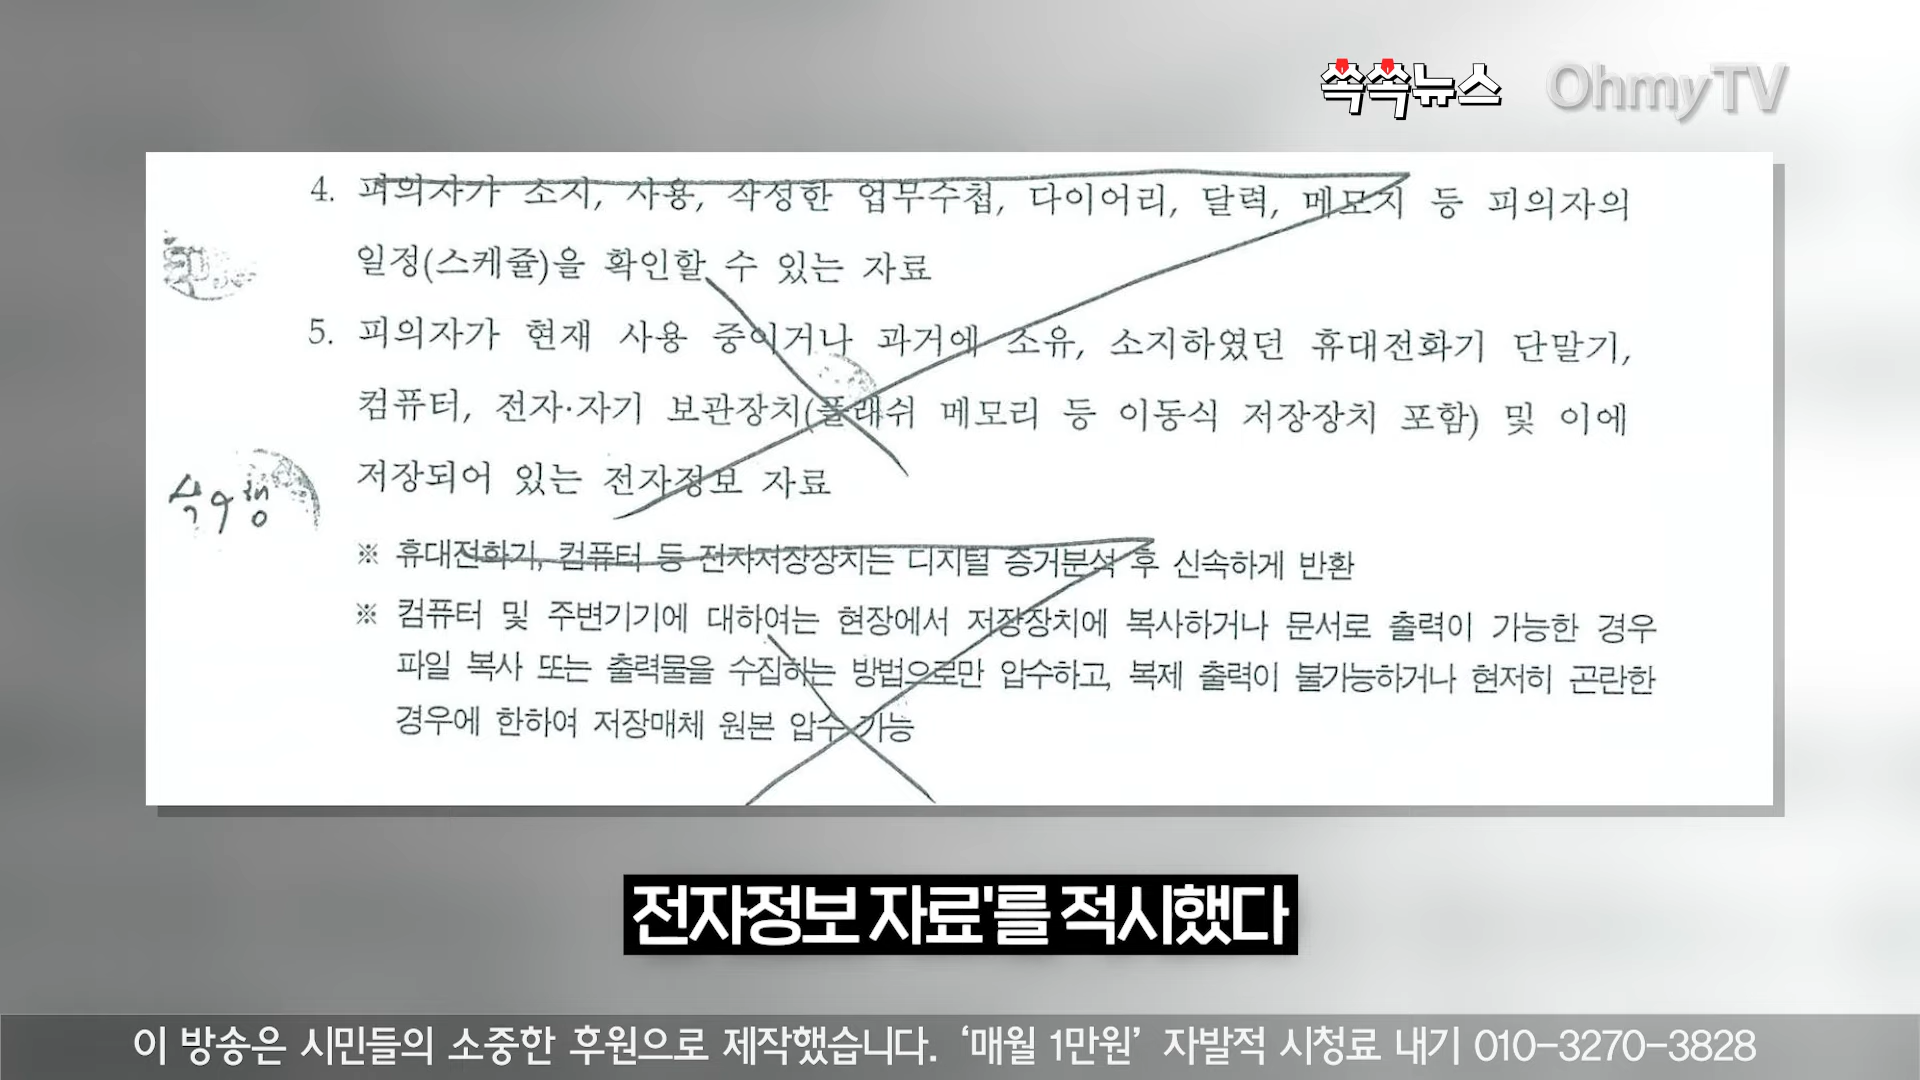 쏙쏙뉴스 OhmyTV
4. 피의자가 소지, 사용, 작성한 업무수첩, 다이어리, 달력, 메모지 등 피의자의
일정(스케쥴)을 확인할 수 있는 자료
5. 피의자가 현재 사용 중이거나 과거에 소유, 소지하였던 휴대전화기 단말기,
컴퓨터, 전자·자기 보관장치(플래쉬 메모리 등 이동식 저장장치 포함) 및 이에
저장되어 있는 전자정보 자료
※ 휴대전화기, 컴퓨터 등 전자저장장치는 디지털 증거분석 후 신속하게 반환
※ 컴퓨터 및 주변기기에 대하여는 현장에서 저장장치에 복사하거나 문서로 출력이 가능한 경우
파일 복사 또는 출력물을 수집하는 방법으로만 압수하고, 복제 출력이 불가능하거나 현저히 곤란한
경우에 한하여 저장매체 원본 압수 가능
전자정보 자료'를 적시했다
이 방송은 시민들의 소중한 후원으로 제작했습니다. ‘매월 1만원’ 자발적 시청료 내기 010-3270-3828